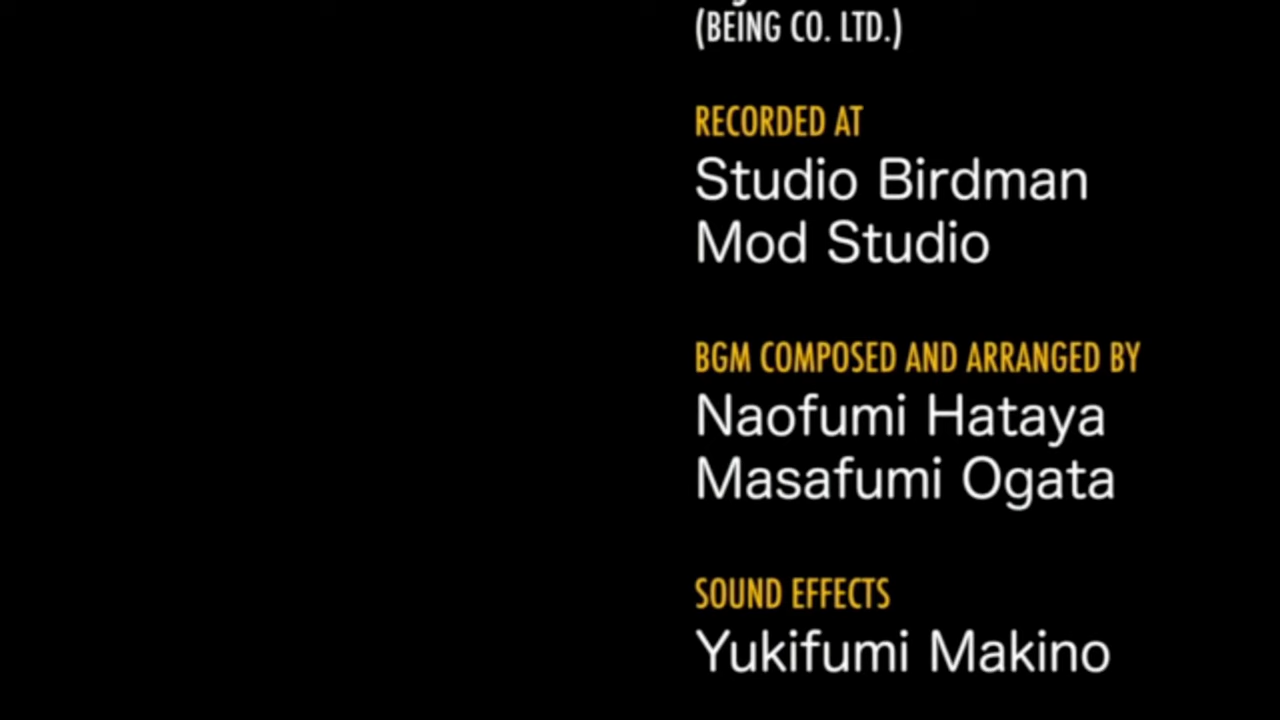 (BEING CO. LTD.)
RECORDED AT
Studio Birdman
Mod Studio
BGM COMPOSED AND ARRANGED BY
Naofumi Hataya
Masafumi Ogata
SOUND EFFECTS
Yukifumi Makino